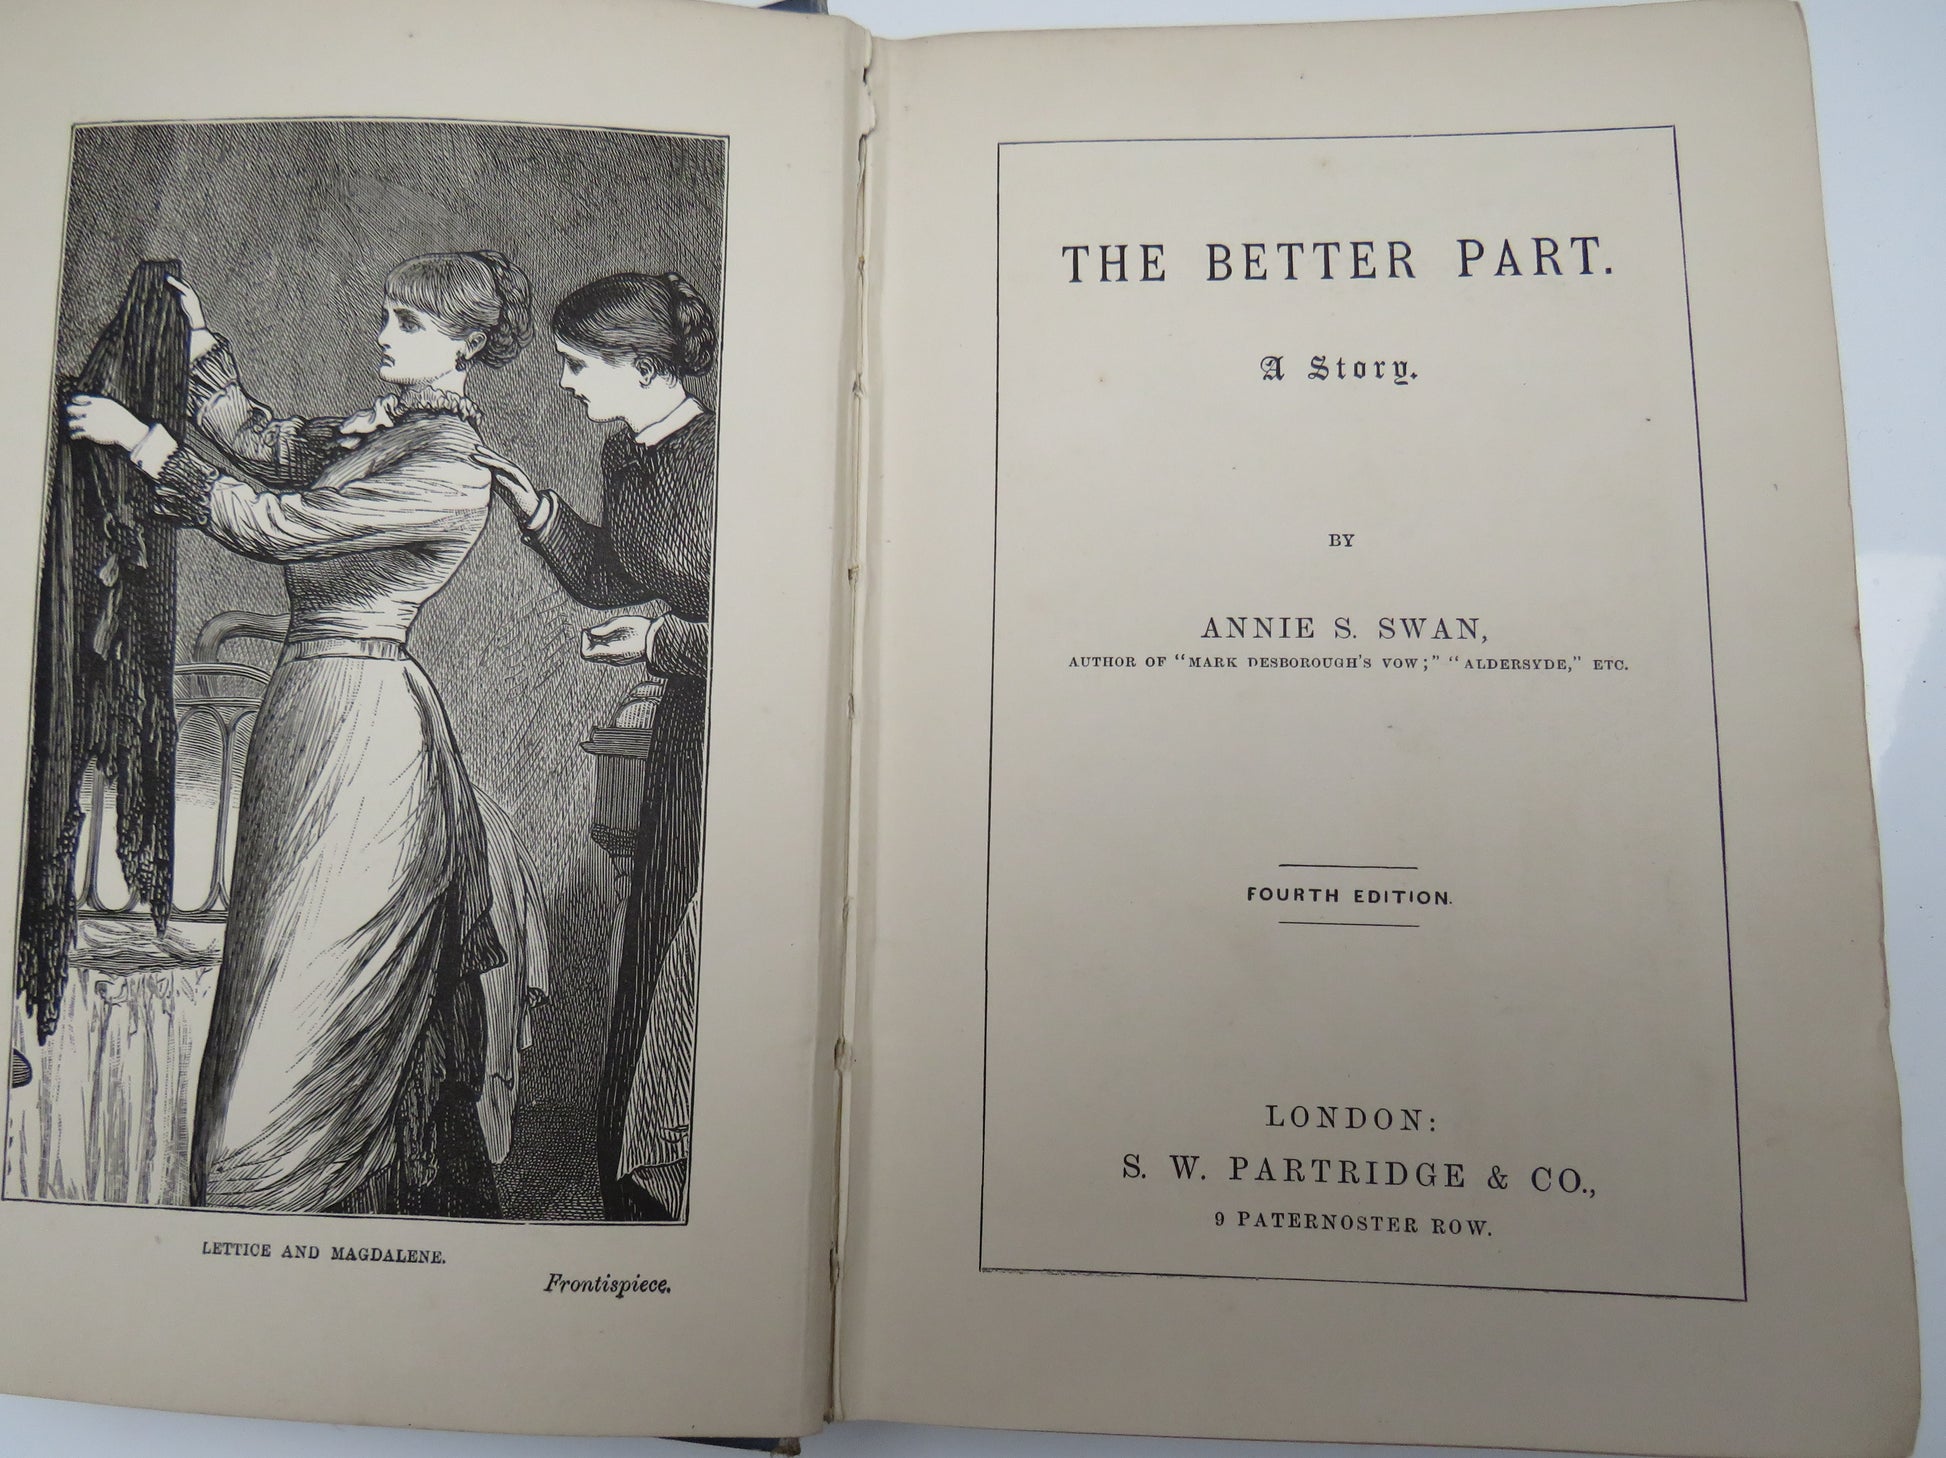 LETTICE AND MAGDALENE.
Frontispiece.
THE BETTER PART.
A Story.
BY
ANNIE S. SWAN,
AUTHOR OF "MARK DESBOROUGH'S VOW;" "ALDERSYDE," ETC.
FOURTH EDITION.
LONDON:
S. W. PARTRIDGE & CO.,
9 PATERNOSTER ROW.